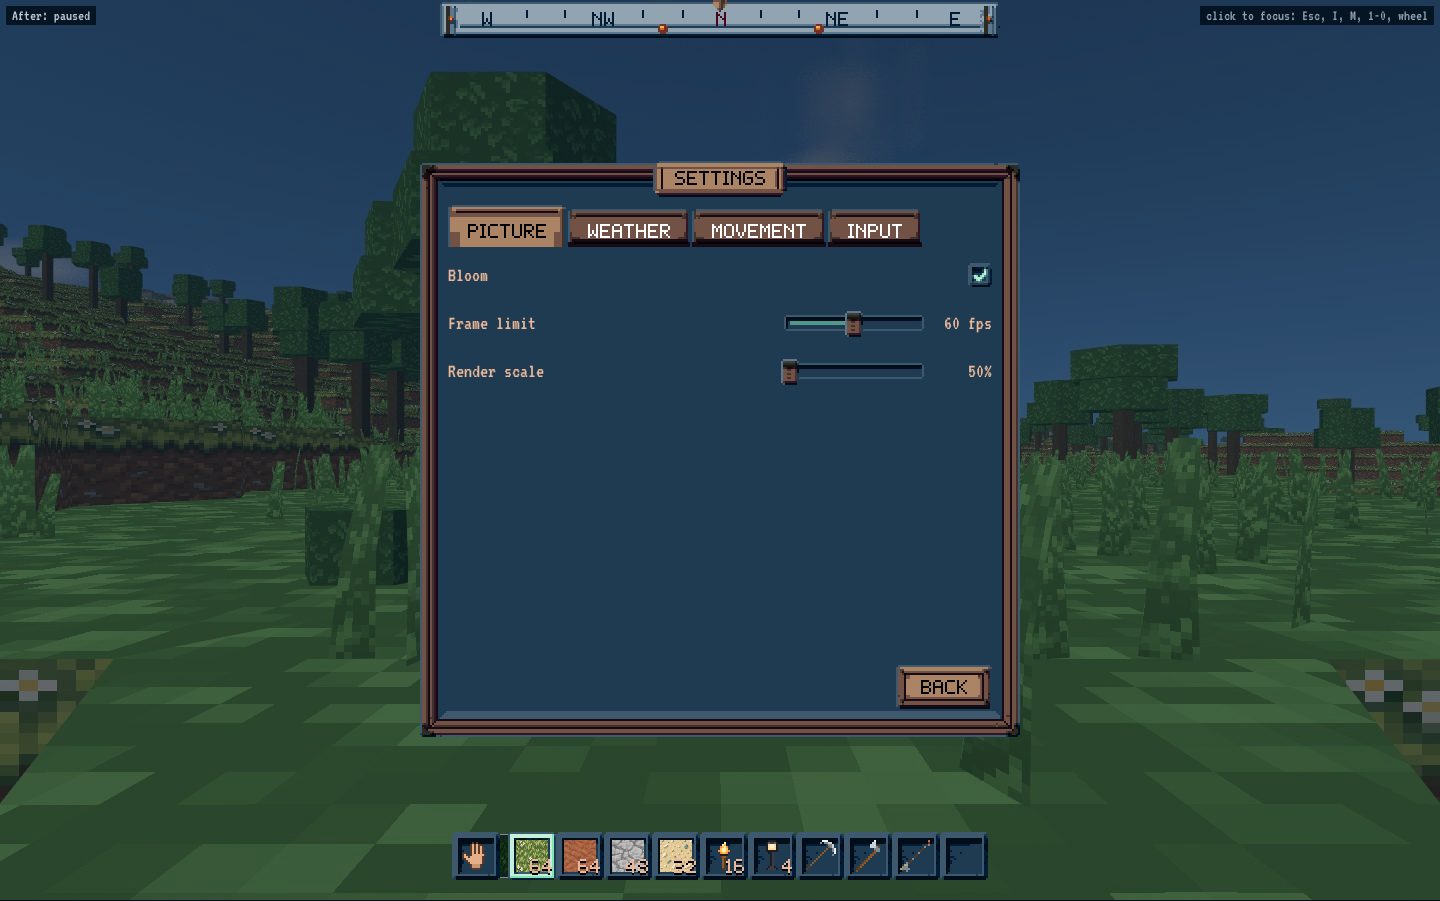 After: paused
W NW N NE E
click to focus: Esc, I, M, 1-0, wheel
SETTINGS
PICTURE WEATHER MOVEMENT INPUT
Bloom
Frame limit 60 fps
Render scale 50%
BACK
64 64 48 32 16 4